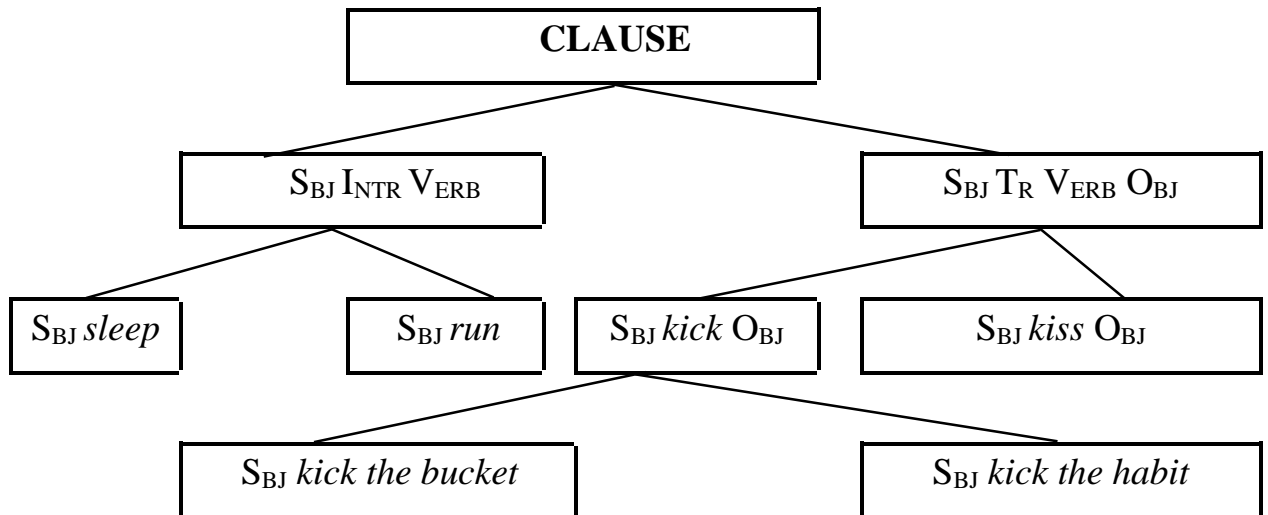 CLAUSE
SBJ INTR VERB
SBJ TR VERB OBJ
SBJ sleep
SBJ run
SBJ kick OBJ
SBJ kiss OBJ
SBJ kick the bucket
SBJ kick the habit